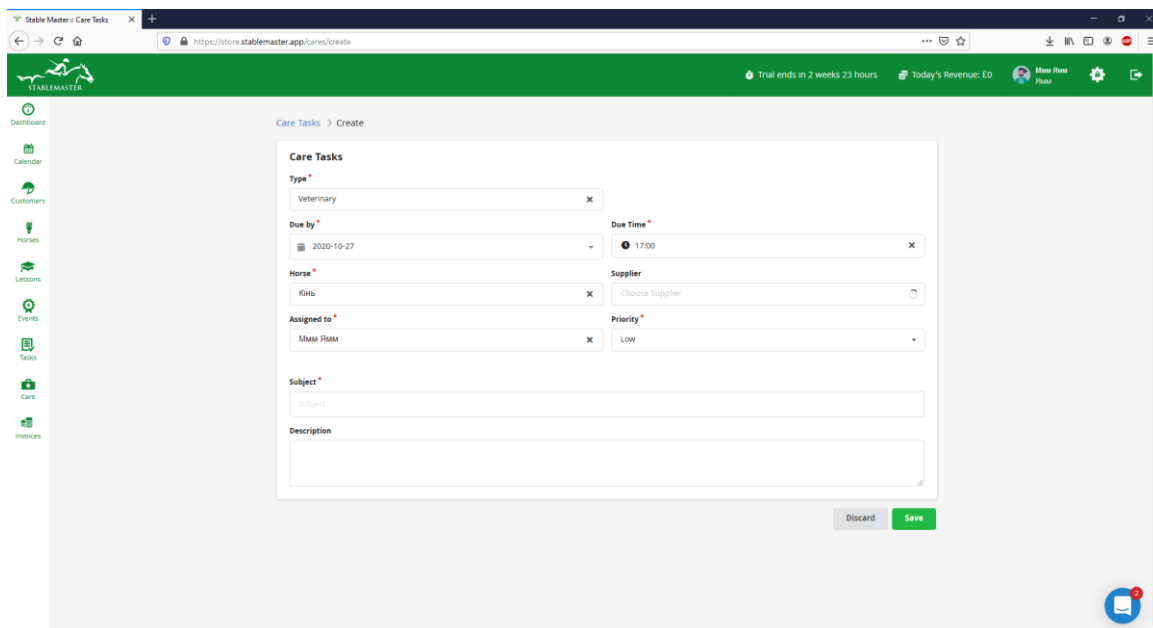 Stable Master :: Care Tasks
https://store.stablemaster.app/cares/create
STABLEMASTER
Trial ends in 2 weeks 23 hours
Today's Revenue: £0
Ммм Ямм
Ямм
Dashboard
Calendar
Customers
Horses
Lessons
Events
Tasks
Care
Invoices
Care Tasks > Create
Care Tasks
Type *
Veterinary
Due by * Due Time *
2020-10-27 17:00
Horse * Supplier
Кінь Choose Supplier
Assigned to * Priority *
Ммм Ямм Low
Subject *
Subject
Description
Discard Save
2